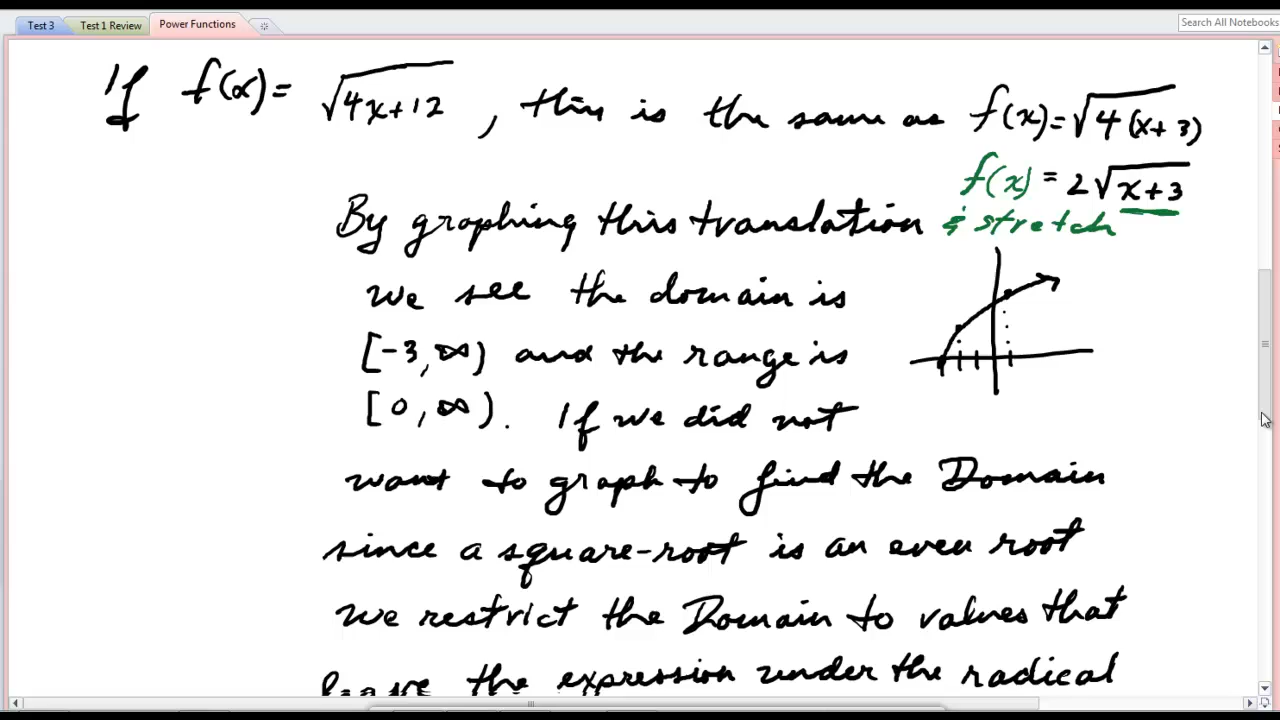 Test 3
Test 1 Review
Power Functions
Search All Notebooks
If f(x) = √4x+12, this is the same as f(x)=√4(x+3)
f(x) = 2√x+3
By graphing this translation & stretch
we see the domain is
[-3,∞) and the range is
[0,∞). If we did not
want to graph to find the Domain
since a square-root is an even root
we restrict the Domain to values that
leave the expression under the radical